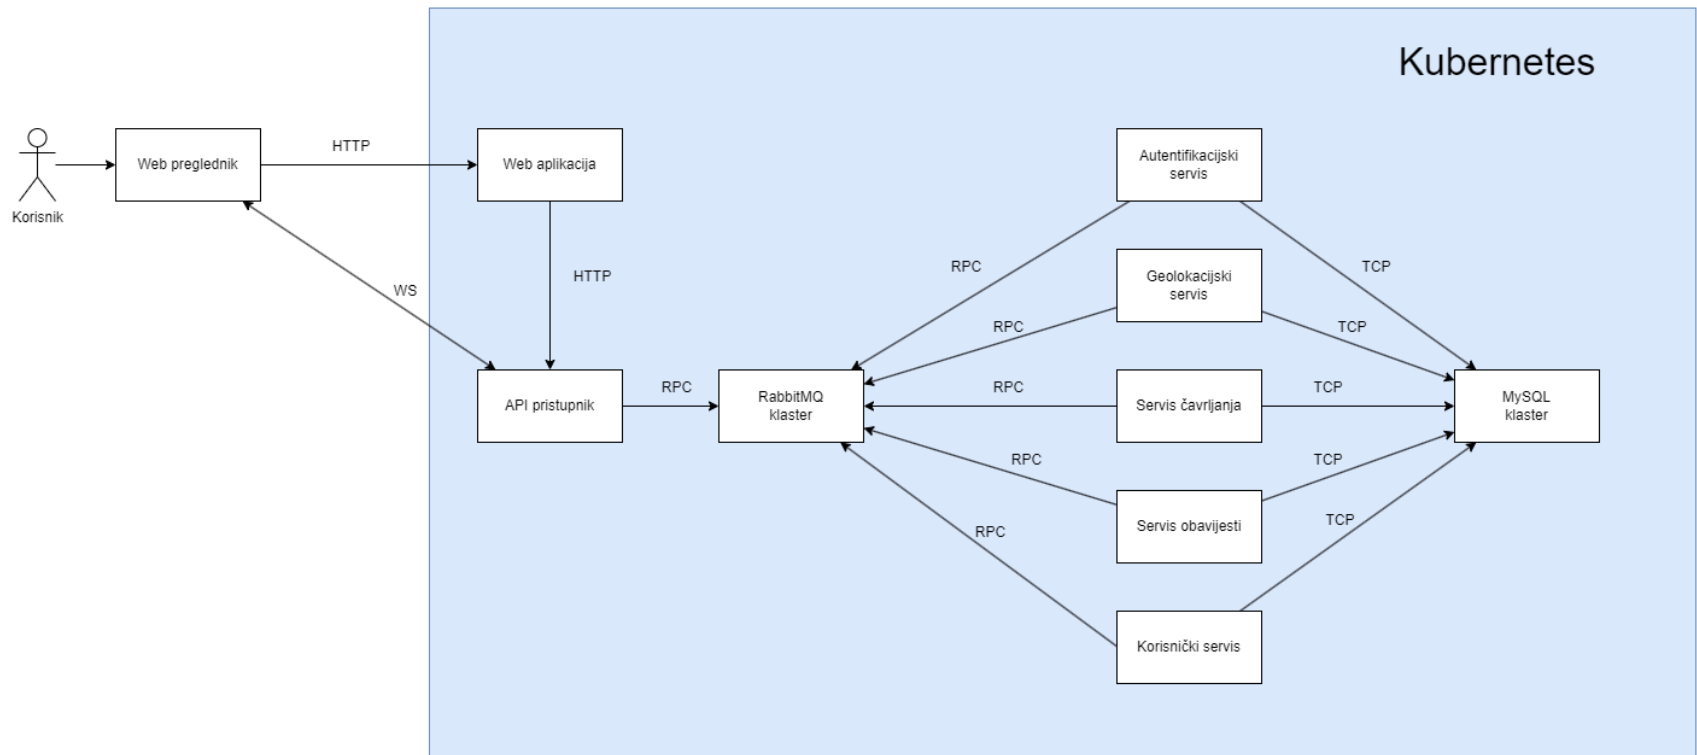 Kubernetes
Korisnik
Web preglednik
HTTP
Web aplikacija
WS
HTTP
API pristupnik
RPC
RabbitMQ
klaster
Autentifikacijski
servis
RPC
TCP
Geolokacijski
servis
RPC
TCP
Servis čavrljanja
RPC
TCP
Servis obavijesti
RPC
TCP
Korisnički servis
RPC
TCP
MySQL
klaster